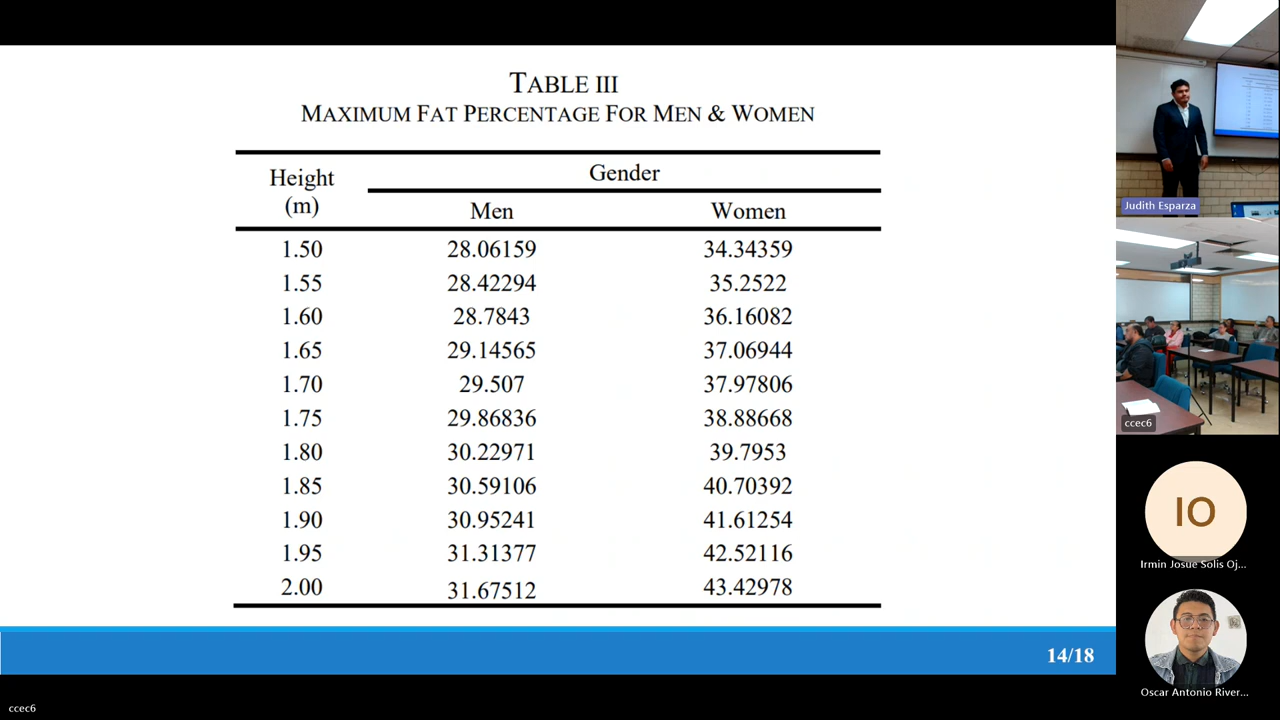 TABLE III
MAXIMUM FAT PERCENTAGE FOR MEN & WOMEN
Height (m) Gender
Men Women
1.50 28.06159 34.34359
1.55 28.42294 35.2522
1.60 28.7843 36.16082
1.65 29.14565 37.06944
1.70 29.507 37.97806
1.75 29.86836 38.88668
1.80 30.22971 39.7953
1.85 30.59106 40.70392
1.90 30.95241 41.61254
1.95 31.31377 42.52116
2.00 31.67512 43.42978
14/18
ccec6
Judith Esparza
ccec6
IO
Irmin Josue Solis Oj...
Oscar Antonio River...